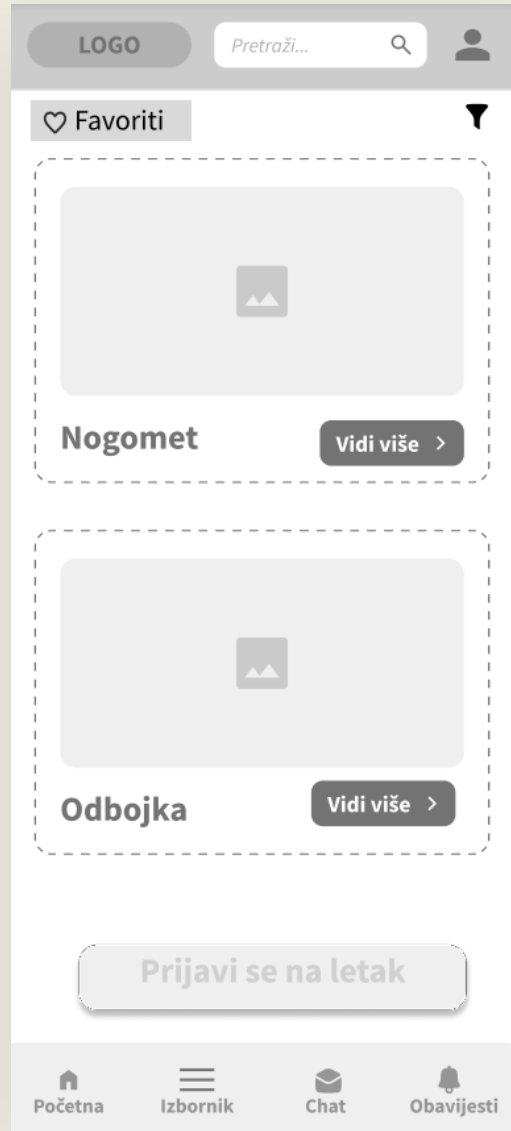 LOGO
Pretraži...
Favoriti
Nogomet
Vidi više
Odbojka
Vidi više
Prijavi se na letak
Početna
Izbornik
Chat
Obavijesti